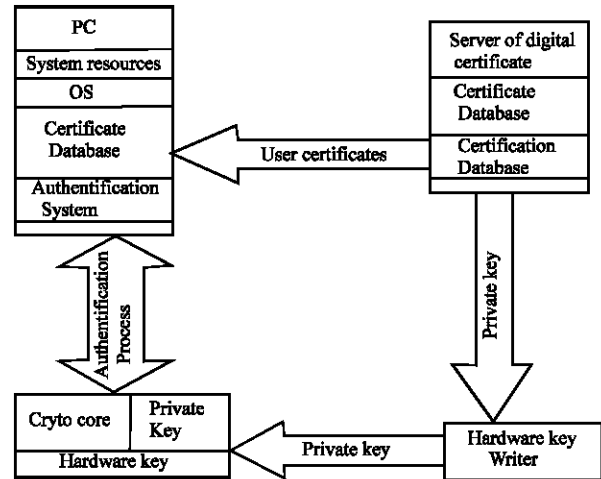 PC
System resources
OS
Certificate
Database
Authentification
System
Server of digital
certificate
Certificate
Database
Certification
Database
User certificates
Private key
Authentification
Process
Cryto core
Private
Key
Hardware key
Private key
Hardware key
Writer